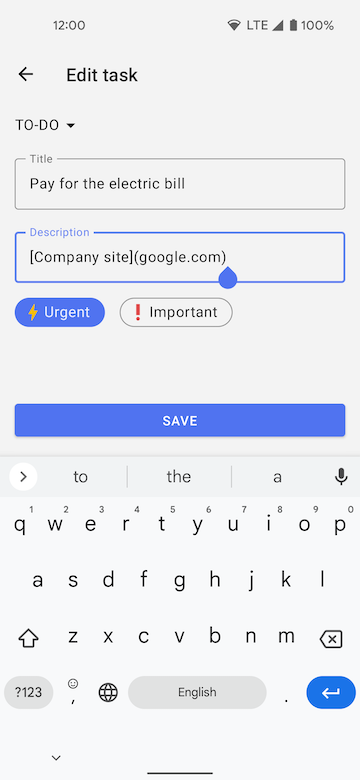 12:00 LTE 100%
Edit task
TO-DO
Title
Pay for the electric bill
Description
[Company site](google.com)
⚡ Urgent ❗ Important
SAVE
to the a
1 2 3 4 5 6 7 8 9 0
q w e r t y u i o p
a s d f g h j k l
z x c v b n m
?123 , English .